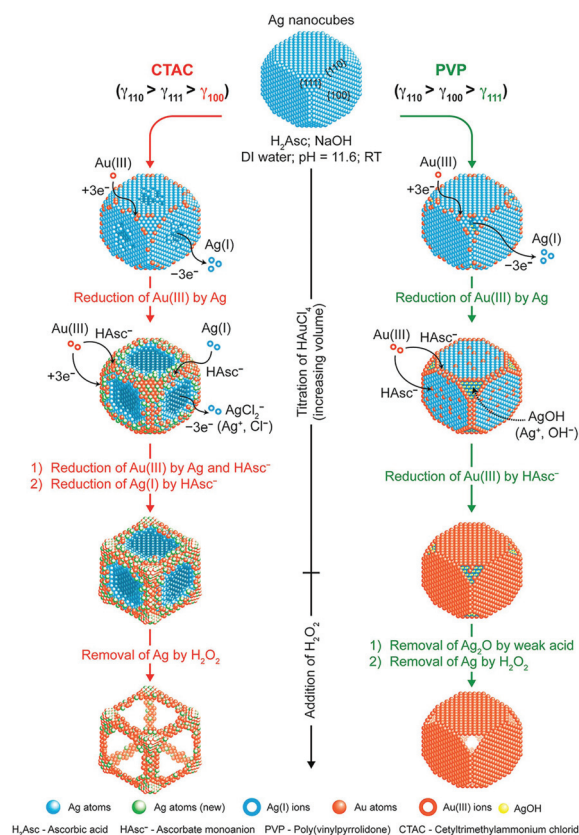 Ag nanocubes
CTAC
(γ110 > γ111 > γ100)
{110}
{111}
{100}
PVP
(γ110 > γ100 > γ111)
H2Asc; NaOH
DI water; pH = 11.6; RT
Au(III)
+3e−
Ag(I)
−3e−
Reduction of Au(III) by Ag
Au(III)
+3e−
Ag(I)
−3e−
Reduction of Au(III) by Ag
Titration of HAuCl4
(increasing volume)
Au(III)
HAsc−
+3e−
Ag(I)
HAsc−
AgCl2−
−3e− (Ag+, Cl−)
1) Reduction of Au(III) by Ag and HAsc−
2) Reduction of Ag(I) by HAsc−
Au(III)
HAsc−
HAsc−
AgOH
(Ag+, OH−)
Reduction of Au(III) by HAsc−
Addition of H2O2
Removal of Ag by H2O2
1) Removal of Ag2O by weak acid
2) Removal of Ag by H2O2
Ag atoms
Ag atoms (new)
Ag(I) ions
Au atoms
Au(III) ions
AgOH
H2Asc - Ascorbic acid HAsc− - Ascorbate monoanion PVP - Poly(vinylpyrrolidone) CTAC - Cetyltrimethylammonium chlorid